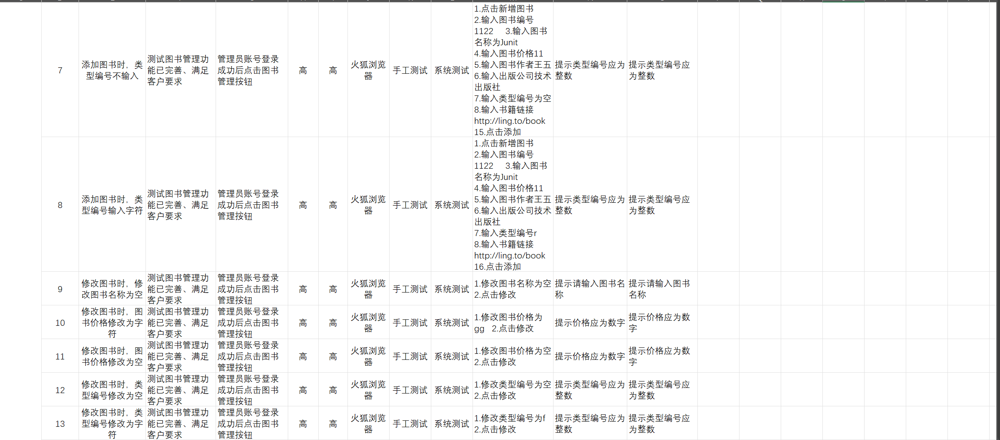 7
添加图书时，类
型编号不输入
测试图书管理功
能已完善、满足
客户要求
管理员账号登录
成功后点击图书
管理按钮
高
高
火狐浏览
器
手工测试
系统测试
1.点击新增图书
2.输入图书编号
1122 3.输入图书
名称为Junit
4.输入图书价格11
5.输入图书作者王五
6.输入出版公司技术
出版社
7.输入类型编号为空
8.输入书籍链接
http://ling.to/book
15.点击添加
提示类型编号应为
整数
提示类型编号应
为整数
8
添加图书时，类
型编号输入字符
测试图书管理功
能已完善、满足
客户要求
管理员账号登录
成功后点击图书
管理按钮
高
高
火狐浏览
器
手工测试
系统测试
1.点击新增图书
2.输入图书编号
1122 3.输入图书
名称为Junit
4.输入图书价格11
5.输入图书作者王五
6.输入出版公司技术
出版社
7.输入类型编号r
8.输入书籍链接
http://ling.to/book
16.点击添加
提示类型编号应为
整数
提示类型编号应
为整数
9
修改图书时，修
改图书名称为空
测试图书管理功
能已完善、满足
客户要求
管理员账号登录
成功后点击图书
管理按钮
高
高
火狐浏览
器
手工测试
系统测试
1.修改图书名称为空
2.点击修改
提示请输入图书名
称
提示请输入图书
名称
10
修改图书时，图
书价格修改为字
符
测试图书管理功
能已完善、满足
客户要求
管理员账号登录
成功后点击图书
管理按钮
高
高
火狐浏览
器
手工测试
系统测试
1.修改图书价格为
gg 2.点击修改
提示价格应为数字
提示价格应为数
字
11
修改图书时，图
书价格修改为空
测试图书管理功
能已完善、满足
客户要求
管理员账号登录
成功后点击图书
管理按钮
高
高
火狐浏览
器
手工测试
系统测试
1.修改图书价格为空
2.点击修改
提示价格应为数字
提示价格应为数
字
12
修改图书时，类
型编号修改为空
测试图书管理功
能已完善、满足
客户要求
管理员账号登录
成功后点击图书
管理按钮
高
高
火狐浏览
器
手工测试
系统测试
1.修改类型编号为空
2.点击修改
提示类型编号应为
整数
提示类型编号应
为整数
13
修改图书时，类
型编号修改为字
符
测试图书管理功
能已完善、满足
客户要求
管理员账号登录
成功后点击图书
管理按钮
高
高
火狐浏览
器
手工测试
系统测试
1.修改类型编号为f
2.点击修改
提示类型编号应为
整数
提示类型编号应
为整数